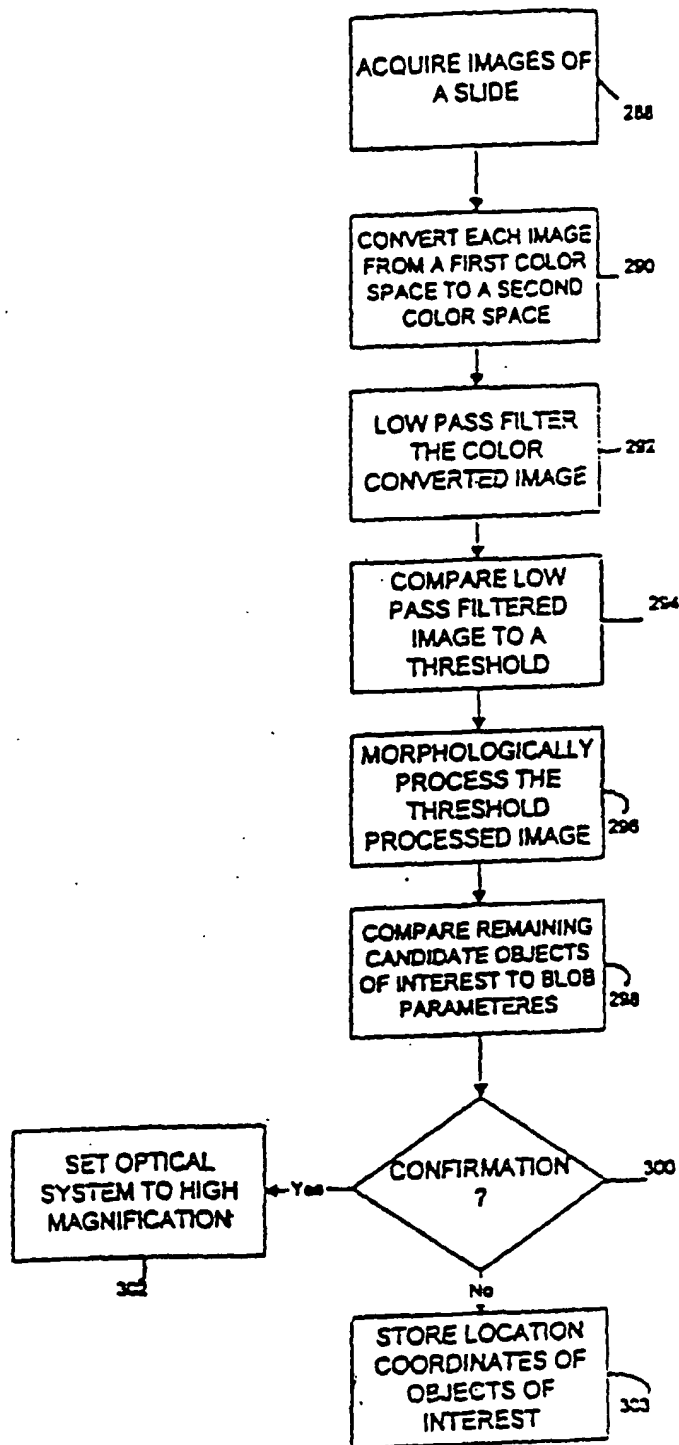 ACQUIRE IMAGES OF
A SLIDE
288
CONVERT EACH IMAGE
FROM A FIRST COLOR
SPACE TO A SECOND
COLOR SPACE
290
LOW PASS FILTER
THE COLOR
CONVERTED IMAGE
292
COMPARE LOW
PASS FILTERED
IMAGE TO A
THRESHOLD
294
MORPHOLOGICALLY
PROCESS THE
THRESHOLD
PROCESSED IMAGE
296
COMPARE REMAINING
CANDIDATE OBJECTS
OF INTEREST TO BLOB
PARAMETERES
298
CONFIRMATION
?
300
Yes
SET OPTICAL
SYSTEM TO HIGH
MAGNIFICATION
302
No
STORE LOCATION
COORDINATES OF
OBJECTS OF
INTEREST
303